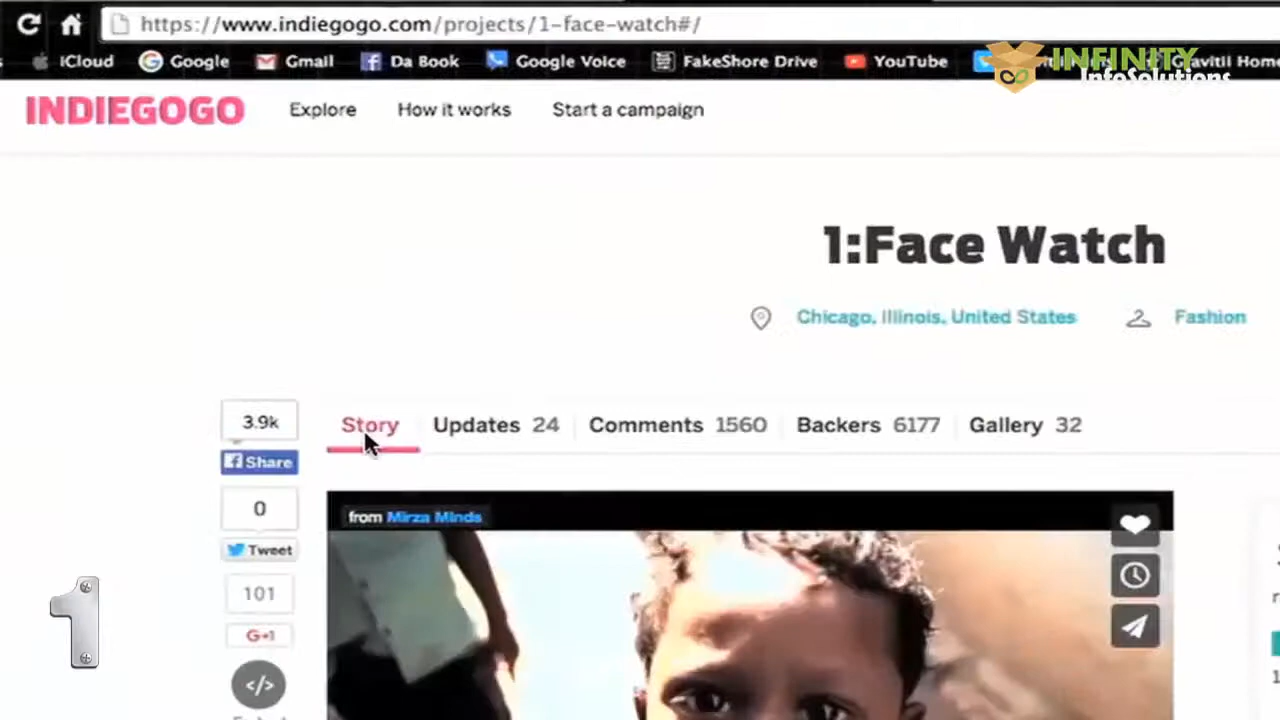 https://www.indiegogo.com/projects/1-face-watch#/
iCloud Google Gmail Da Book Google Voice FakeShore Drive YouTube
INFINITY
InfoSolutions
INDIEGOGO Explore How it works Start a campaign
1:Face Watch
Chicago, Illinois, United States Fashion
3.9k
Share
Story Updates 24 Comments 1560 Backers 6177 Gallery 32
0
Tweet
from Mirza Minds
101
G+1
</>
1